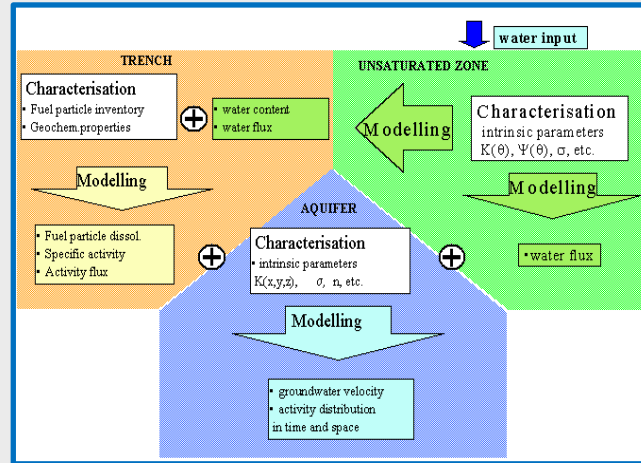 water input
TRENCH
UNSATURATED ZONE
Characterisation
▪ Fuel particle inventory
▪ Geochem.properties
▪ water content
▪ water flux
Modelling
Characterisation
intrinsic parameters
K(θ), Ψ(θ), σ, etc.
Modelling
Modelling
AQUIFER
▪ Fuel particle dissol.
▪ Specific activity
▪ Activity flux
Characterisation
▪ intrinsic parameters
K(x,y,z), σ, n, etc.
▪ water flux
Modelling
▪ groundwater velocity
▪ activity distribution
in time and space